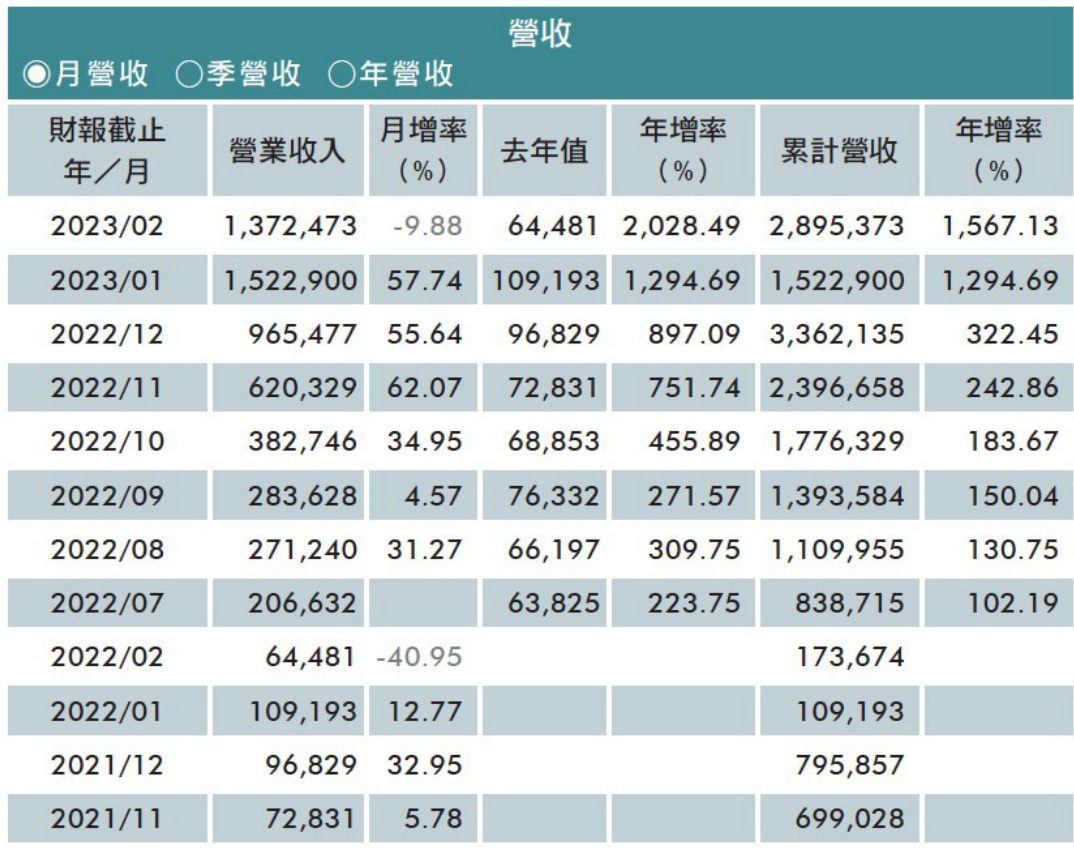 營收
◉月營收 ○季營收 ○年營收
財報截止年／月 營業收入 月增率(%) 去年值 年增率(%) 累計營收 年增率(%)
2023/02 1,372,473 -9.88 64,481 2,028.49 2,895,373 1,567.13
2023/01 1,522,900 57.74 109,193 1,294.69 1,522,900 1,294.69
2022/12 965,477 55.64 96,829 897.09 3,362,135 322.45
2022/11 620,329 62.07 72,831 751.74 2,396,658 242.86
2022/10 382,746 34.95 68,853 455.89 1,776,329 183.67
2022/09 283,628 4.57 76,332 271.57 1,393,584 150.04
2022/08 271,240 31.27 66,197 309.75 1,109,955 130.75
2022/07 206,632 63,825 223.75 838,715 102.19
2022/02 64,481 -40.95 173,674
2022/01 109,193 12.77 109,193
2021/12 96,829 32.95 795,857
2021/11 72,831 5.78 699,028